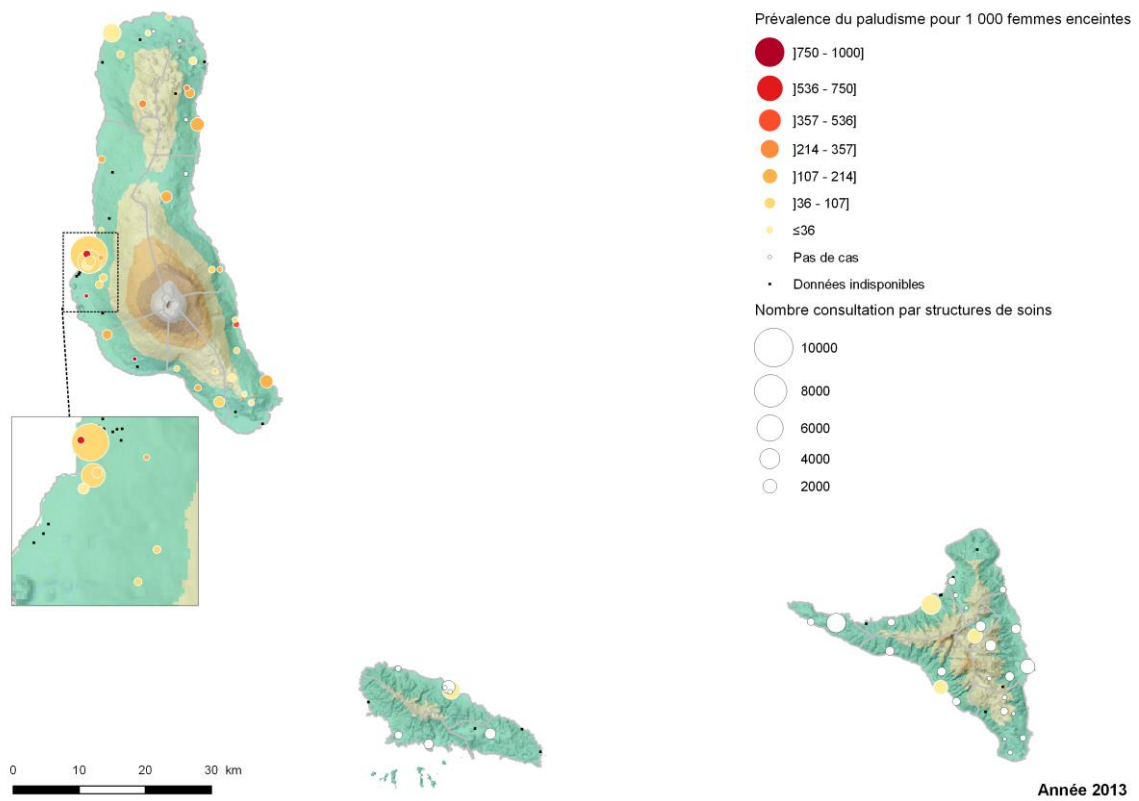 Prévalence du paludisme pour 1 000 femmes enceintes
]750 - 1000]
]536 - 750]
]357 - 536]
]214 - 357]
]107 - 214]
]36 - 107]
≤36
Pas de cas
Données indisponibles
Nombre consultation par structures de soins
10000
8000
6000
4000
2000
0 10 20 30 km
Année 2013